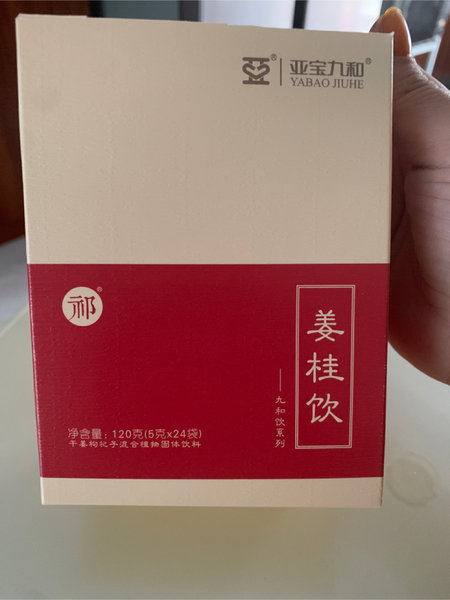 亚宝九和®
YABAO JIUHE
祁®
姜桂饮
——九和饮系列
净含量：120克(5克x24袋)
干姜枸杞子混合植物固体饮料